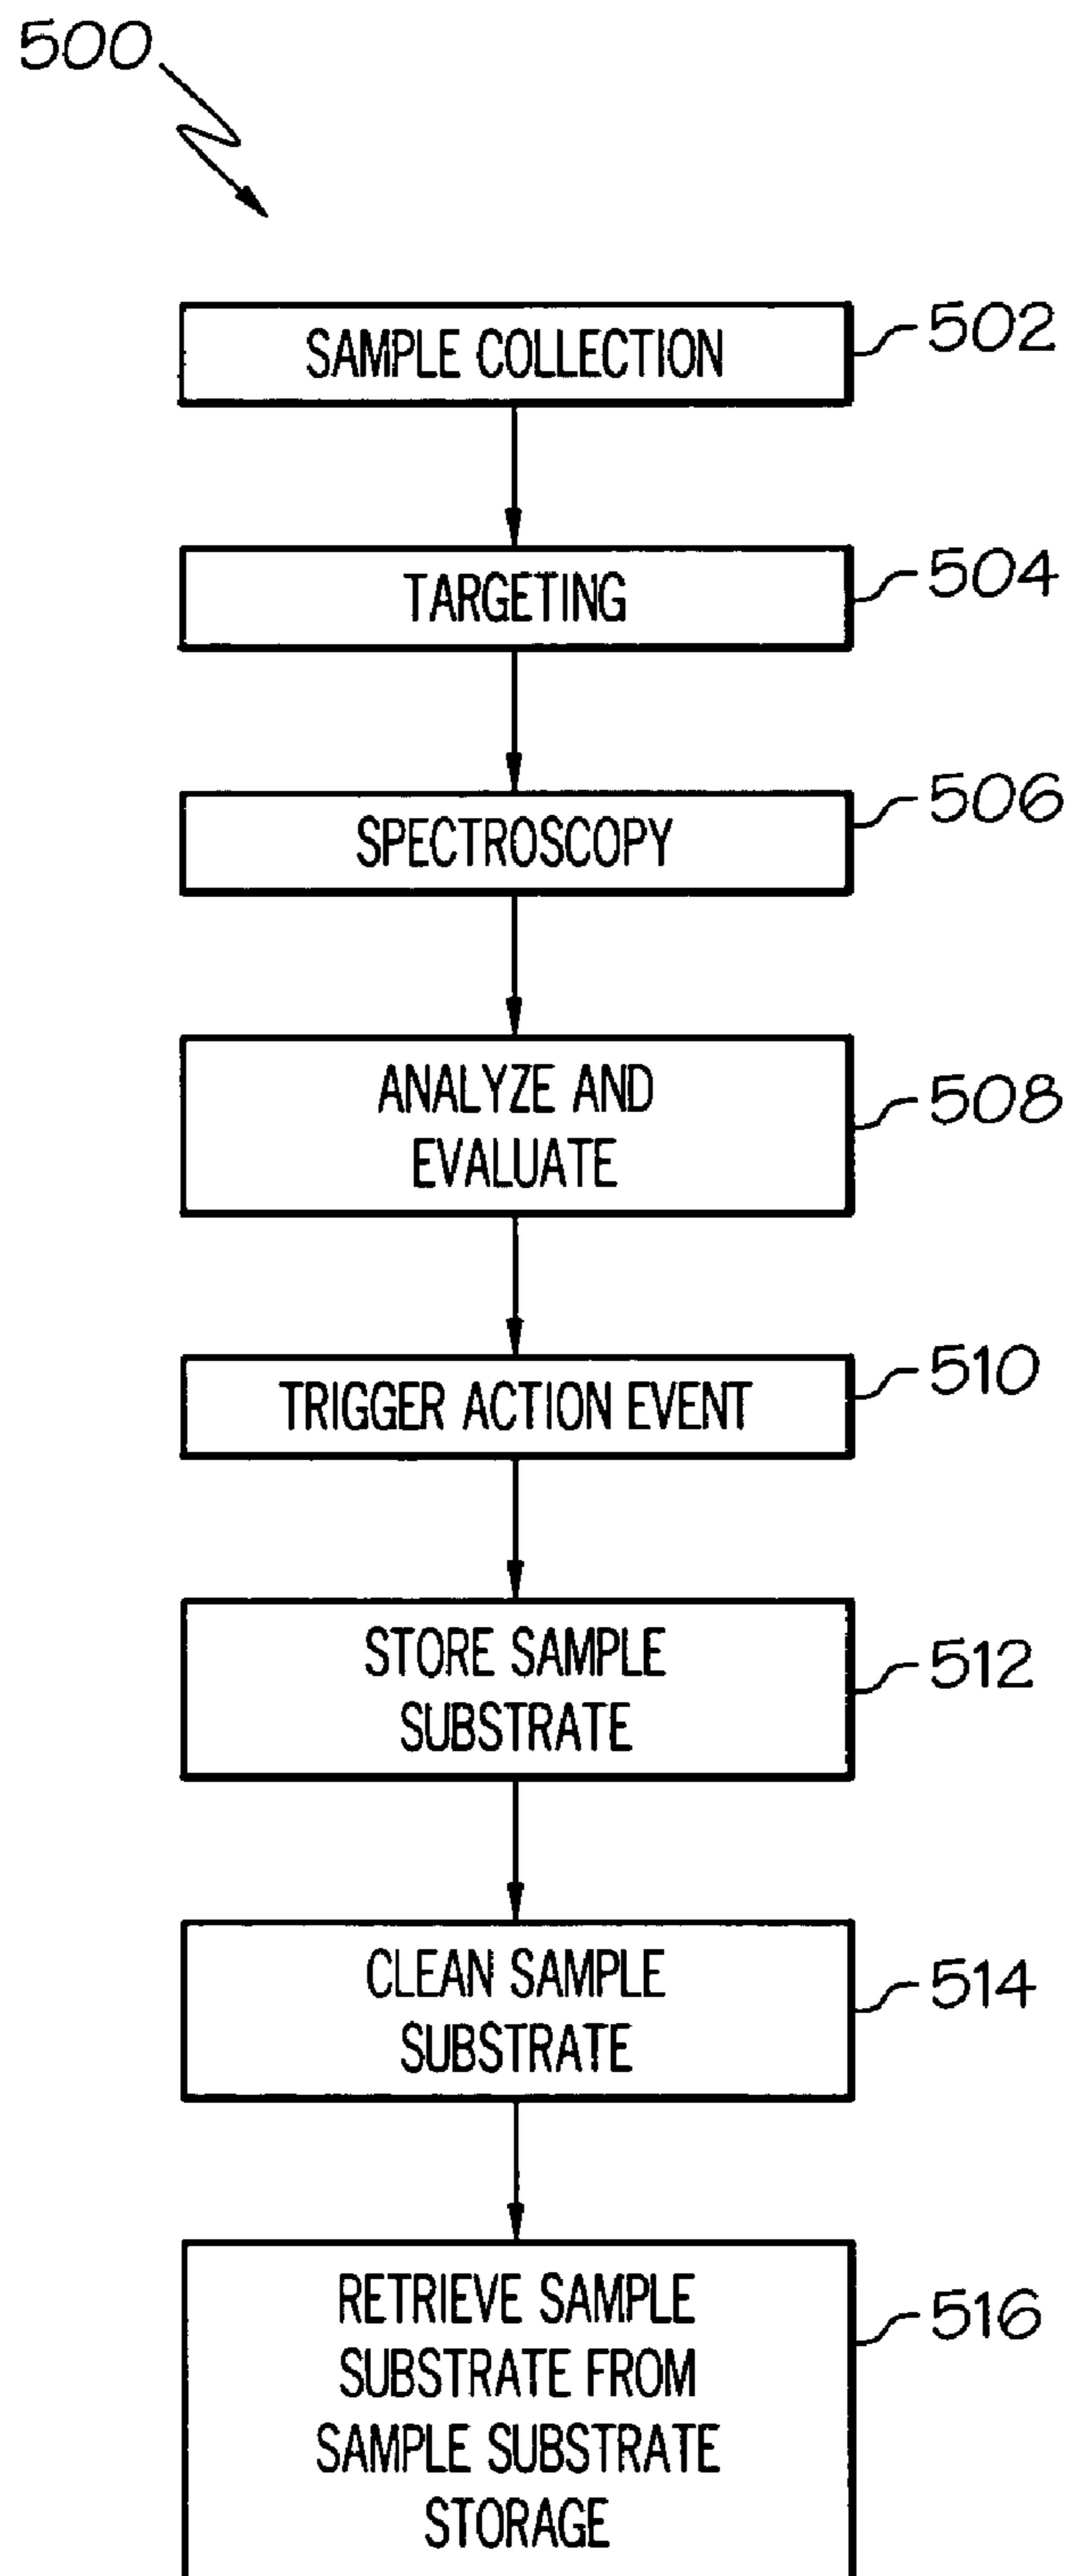 500
SAMPLE COLLECTION
502
TARGETING
504
SPECTROSCOPY
506
ANALYZE AND
EVALUATE
508
TRIGGER ACTION EVENT
510
STORE SAMPLE
SUBSTRATE
512
CLEAN SAMPLE
SUBSTRATE
514
RETRIEVE SAMPLE
SUBSTRATE FROM
SAMPLE SUBSTRATE
STORAGE
516